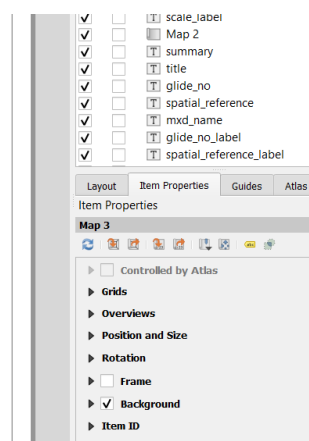 scale_label
Map 2
T summary
T title
T glide_no
T spatial_reference
T mxd_name
T glide_no_label
T spatial_reference_label
Layout Item Properties Guides Atlas
Item Properties
Map 3
Controlled by Atlas
Grids
Overviews
Position and Size
Rotation
Frame
Background
Item ID